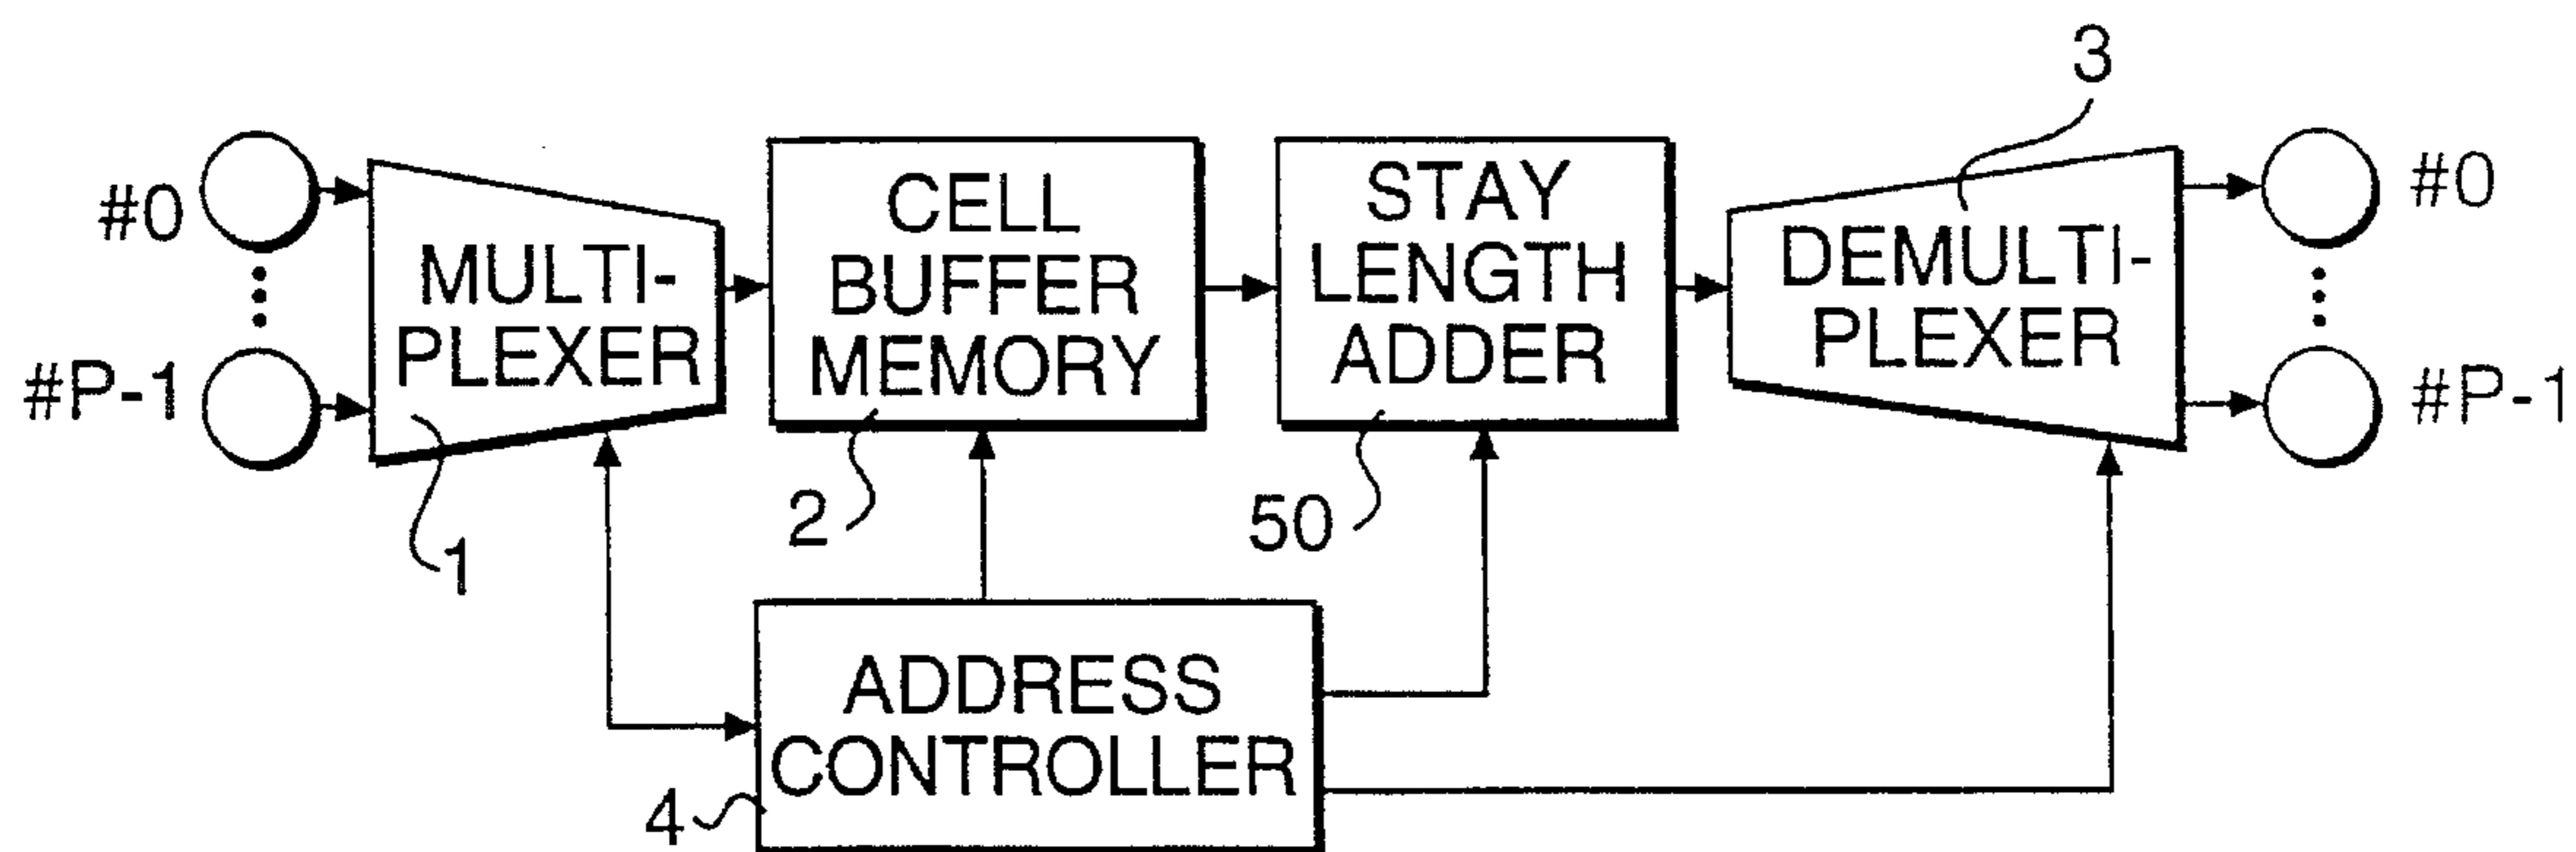 3
#0
MULTI-
PLEXER
#P-1
1
CELL
BUFFER
MEMORY
2
STAY
LENGTH
ADDER
50
DEMULTI-
PLEXER
#0
#P-1
ADDRESS
CONTROLLER
4